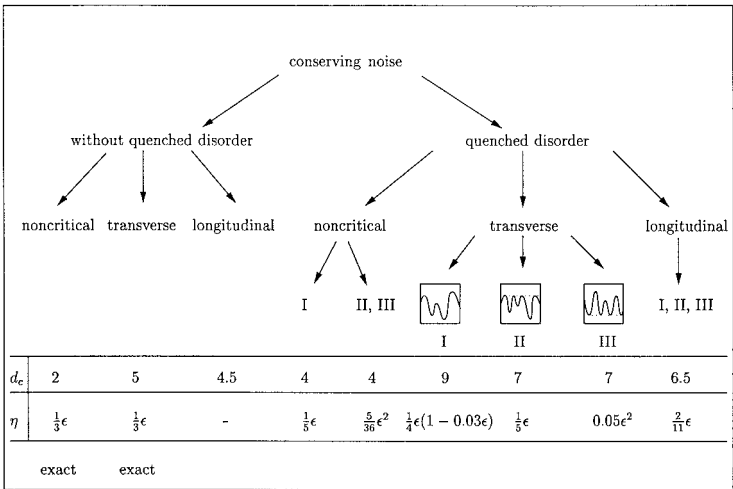 conserving noise
without quenched disorder quenched disorder
noncritical transverse longitudinal noncritical transverse longitudinal
I II, III I, II, III
I II III
d_c 2 5 4.5 4 4 9 7 7 6.5
η 1/3ϵ 1/3ϵ - 1/5ϵ 5/36ϵ² 1/4ϵ(1 − 0.03ϵ) 1/5ϵ 0.05ϵ² 2/11ϵ
exact exact